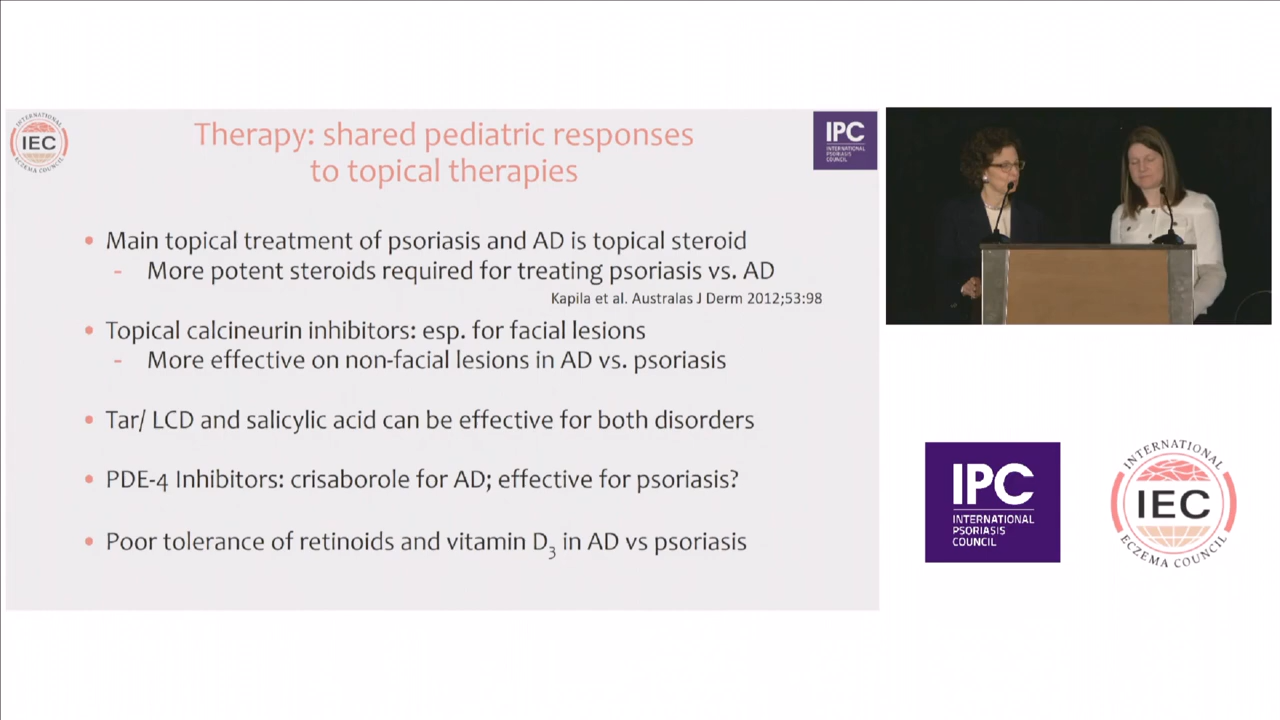 INTERNATIONAL
IEC
ECZEMA COUNCIL
Therapy: shared pediatric responses
to topical therapies
IPC
INTERNATIONAL
PSORIASIS
COUNCIL
• Main topical treatment of psoriasis and AD is topical steroid
- More potent steroids required for treating psoriasis vs. AD
Kapila et al. Australas J Derm 2012;53:98
• Topical calcineurin inhibitors: esp. for facial lesions
- More effective on non-facial lesions in AD vs. psoriasis
• Tar/ LCD and salicylic acid can be effective for both disorders
• PDE-4 Inhibitors: crisaborole for AD; effective for psoriasis?
• Poor tolerance of retinoids and vitamin D3 in AD vs psoriasis
IPC
INTERNATIONAL
PSORIASIS
COUNCIL
INTERNATIONAL
IEC
ECZEMA COUNCIL